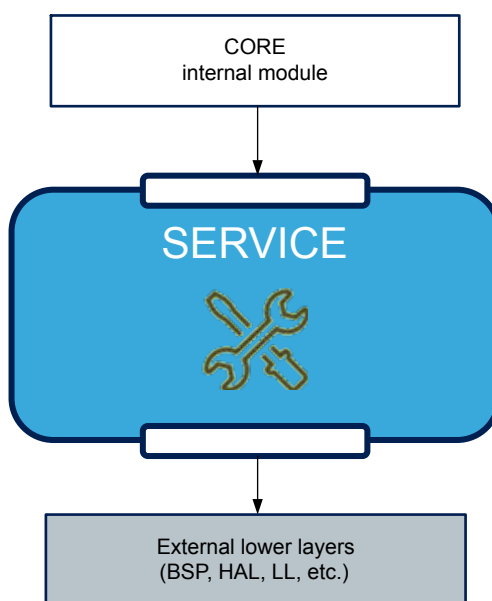 CORE
internal module
SERVICE
External lower layers
(BSP, HAL, LL, etc.)